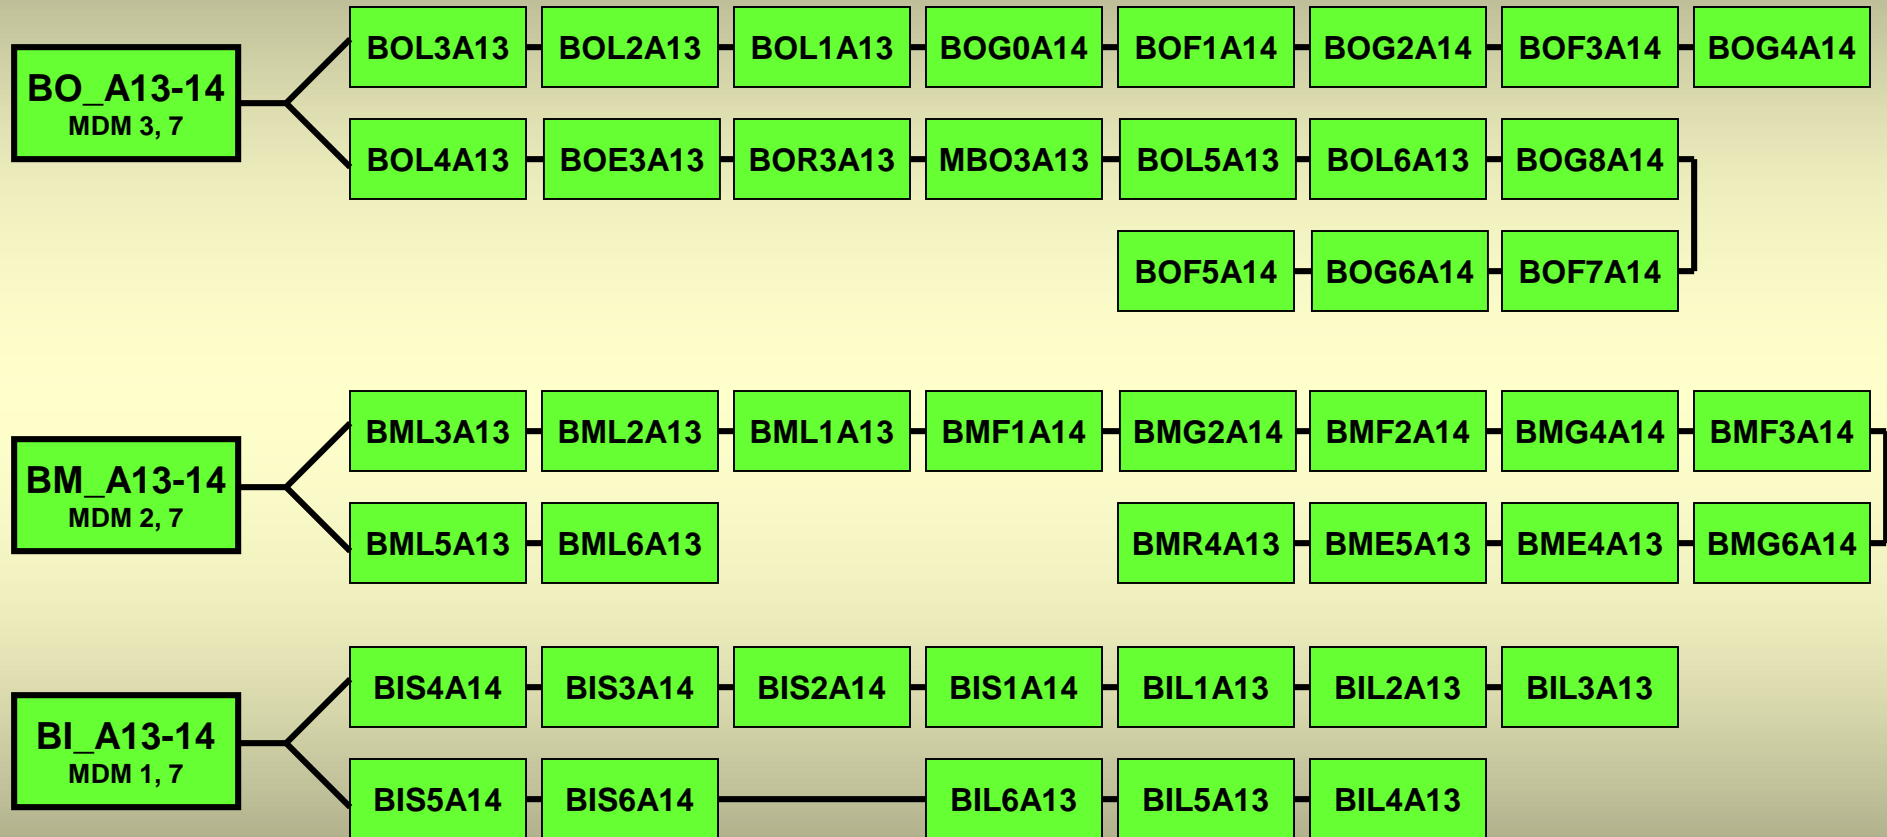 BO_A13-14
MDM 3, 7
BOL3A13 BOL2A13 BOL1A13 BOG0A14 BOF1A14 BOG2A14 BOF3A14 BOG4A14
BOL4A13 BOE3A13 BOR3A13 MBO3A13 BOL5A13 BOL6A13 BOG8A14
BOF5A14 BOG6A14 BOF7A14
BM_A13-14
MDM 2, 7
BML3A13 BML2A13 BML1A13 BMF1A14 BMG2A14 BMF2A14 BMG4A14 BMF3A14
BML5A13 BML6A13 BMR4A13 BME5A13 BME4A13 BMG6A14
BI_A13-14
MDM 1, 7
BIS4A14 BIS3A14 BIS2A14 BIS1A14 BIL1A13 BIL2A13 BIL3A13
BIS5A14 BIS6A14 BIL6A13 BIL5A13 BIL4A13